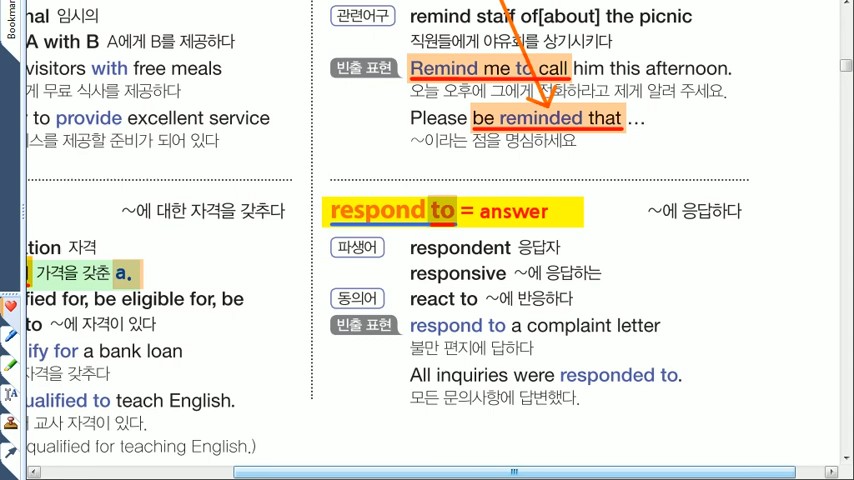 Bookmar
nal 임시의
A with B A에게 B를 제공하다
visitors with free meals
게 무료 식사를 제공하다
r to provide excellent service
비스를 제공할 준비가 되어 있다
~에 대한 자격을 갖추다
tion 자격
가격을 갖춘 a.
fied for, be eligible for, be
to ~에 자격이 있다
ify for a bank loan
자격을 갖추다
ualified to teach English.
교사 자격이 있다.
qualified for teaching English.)
관련어구 remind staff of[about] the picnic
직원들에게 야유회를 상기시키다
빈출 표현 Remind me to call him this afternoon.
오늘 오후에 그에게 전화하라고 제게 알려 주세요.
Please be reminded that ...
~이라는 점을 명심하세요
respond to = answer ~에 응답하다
파생어 respondent 응답자
responsive ~에 응답하는
동의어 react to ~에 반응하다
빈출 표현 respond to a complaint letter
불만 편지에 답하다
All inquiries were responded to.
모든 문의사항에 답변했다.